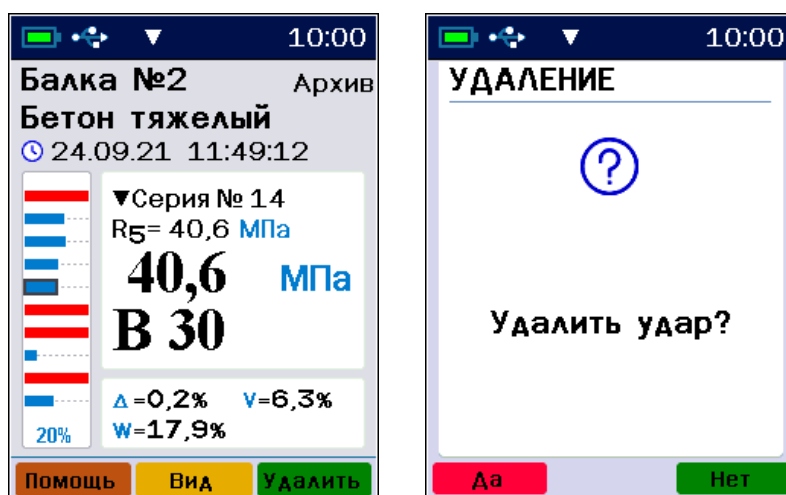 10:00
Балка №2 Архив
Бетон тяжелый
24.09.21 11:49:12
▼Серия № 14
R5= 40,6 МПа
40,6 МПа
В 30
Δ=0,2% V=6,3%
W=17,9%
20%
Помощь Вид Удалить
10:00
УДАЛЕНИЕ
?
Удалить удар?
Да Нет